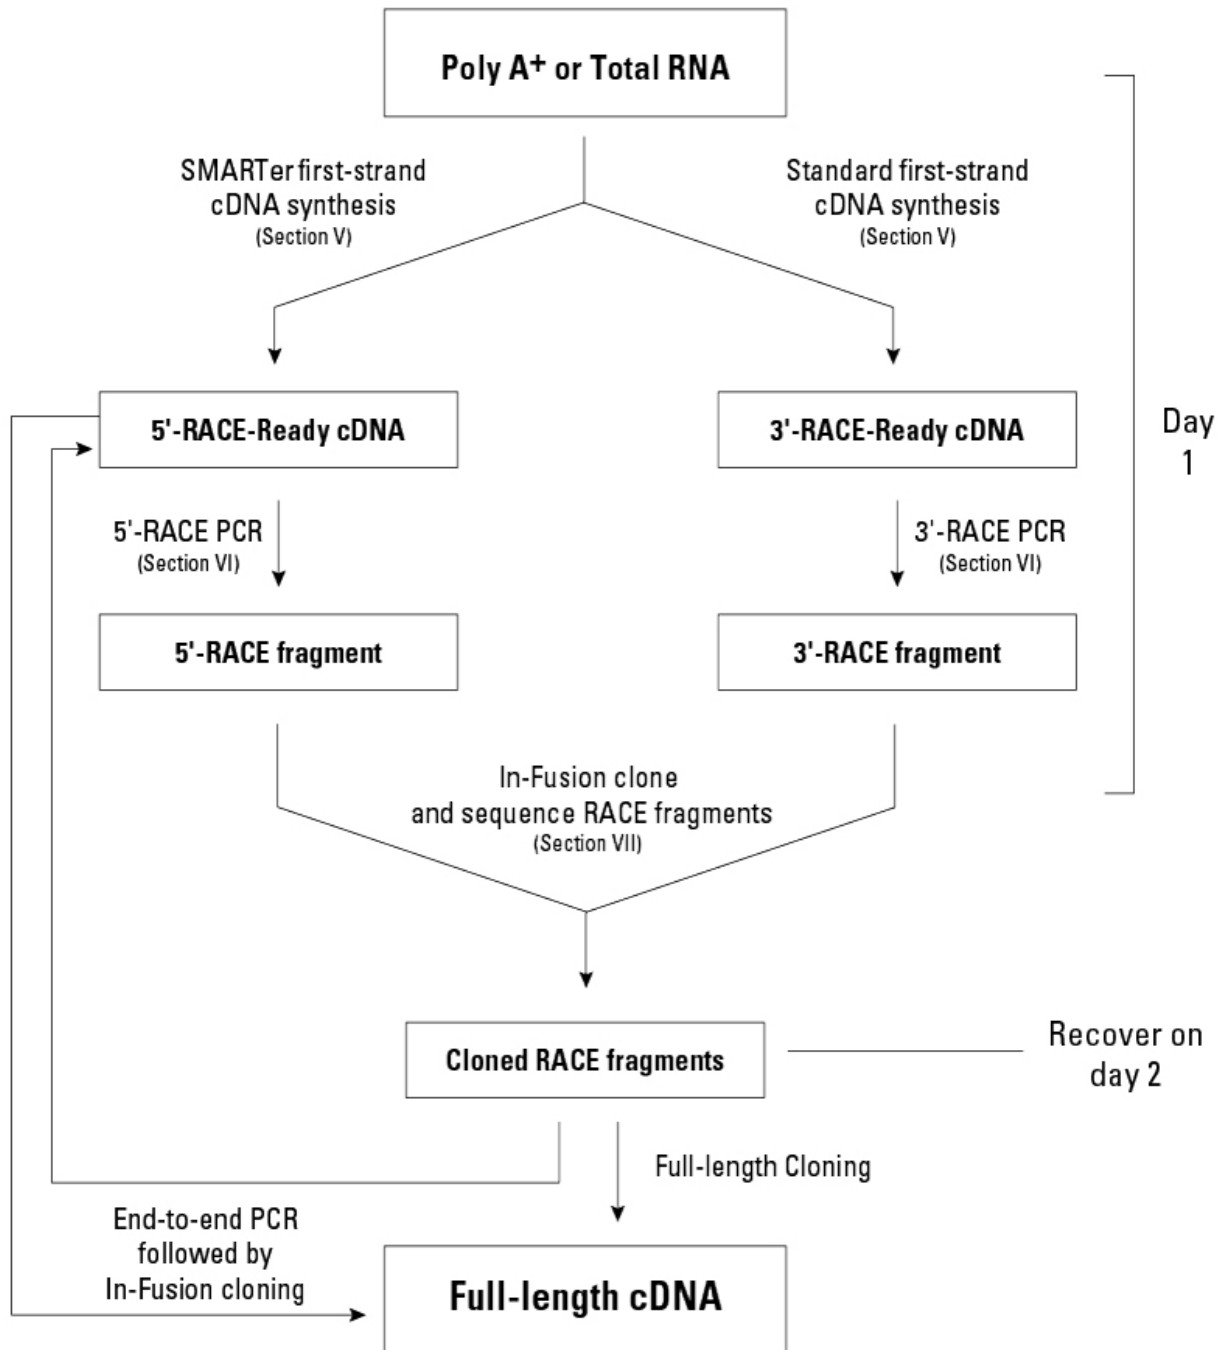 Poly A+ or Total RNA
SMARTer first-strand
cDNA synthesis
(Section V)
Standard first-strand
cDNA synthesis
(Section V)
5'-RACE-Ready cDNA
3'-RACE-Ready cDNA
Day
1
5'-RACE PCR
(Section VI)
3'-RACE PCR
(Section VI)
5'-RACE fragment
3'-RACE fragment
In-Fusion clone
and sequence RACE fragments
(Section VII)
Cloned RACE fragments
Recover on
day 2
Full-length Cloning
End-to-end PCR
followed by
In-Fusion cloning
Full-length cDNA